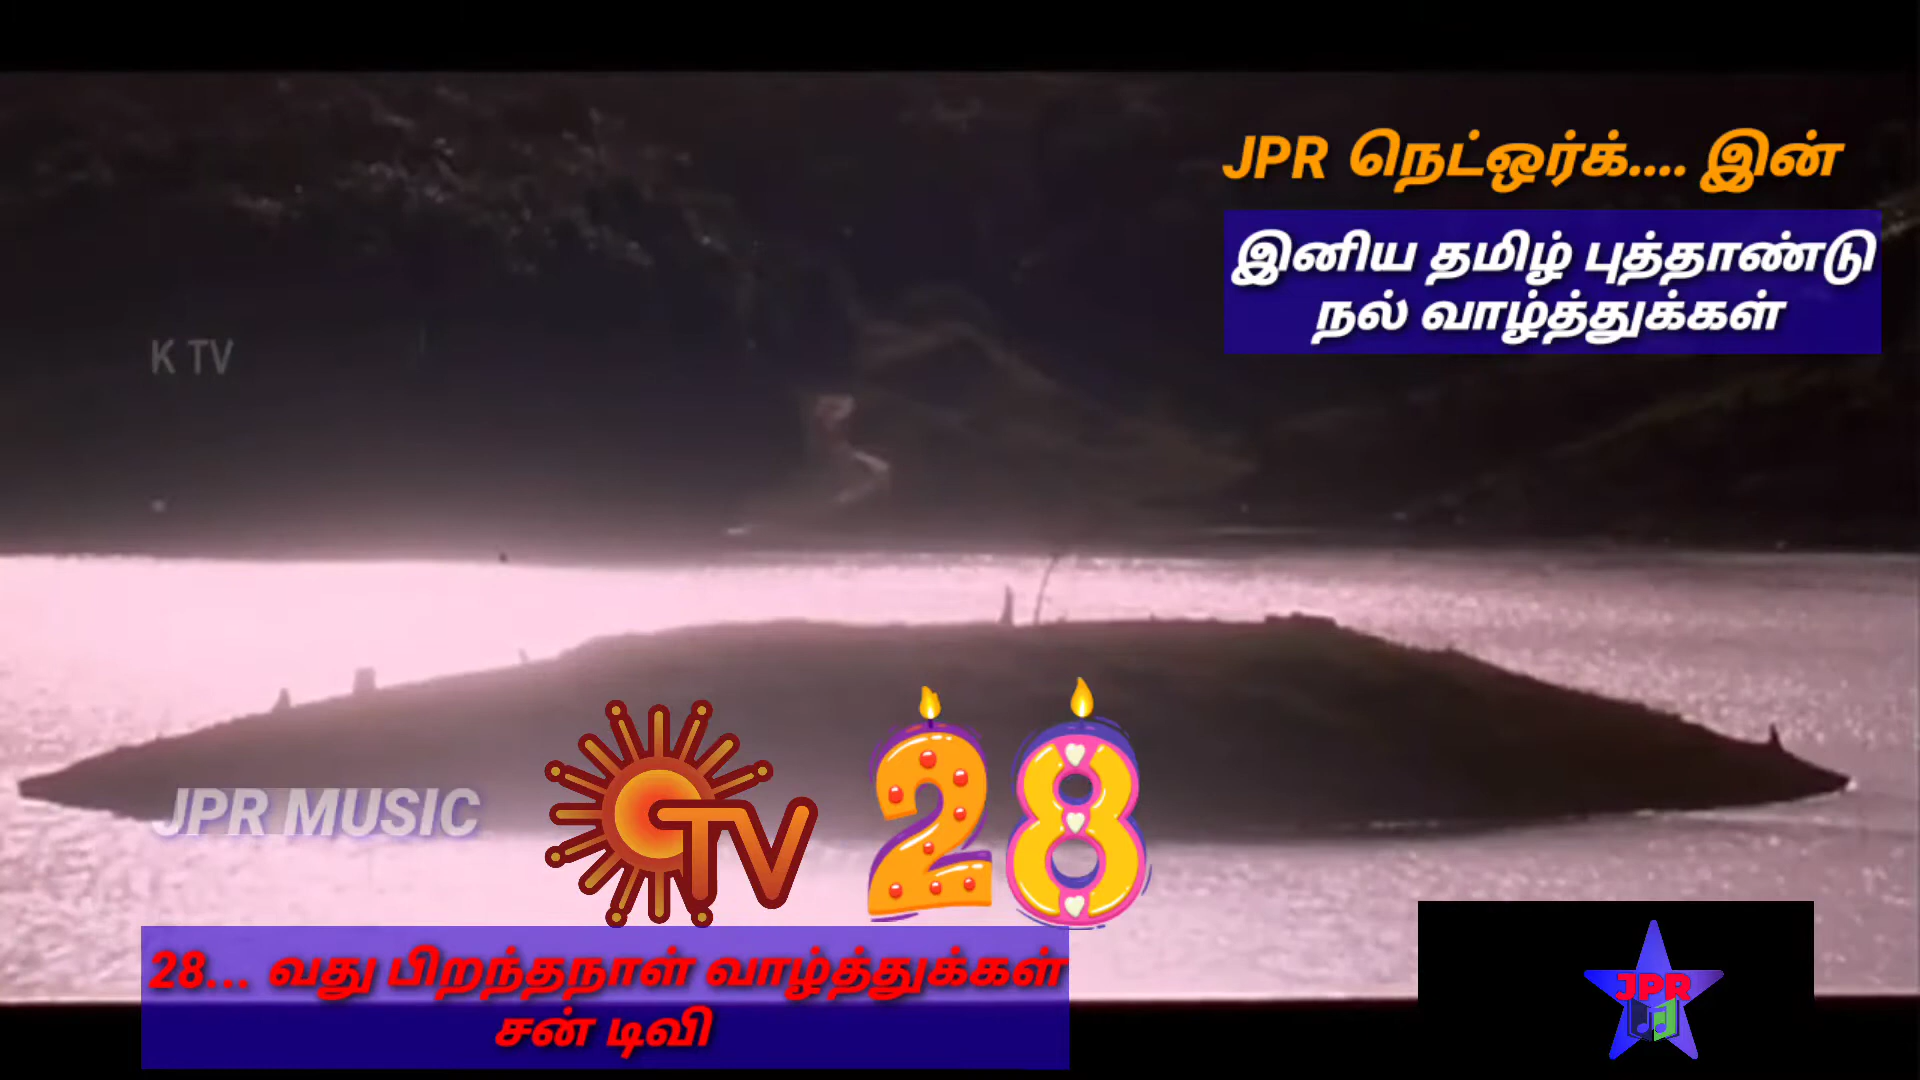 JPR நெட்ஒர்க்.... இன்
இனிய தமிழ் புத்தாண்டு
நல் வாழ்த்துக்கள்
K TV
JPR MUSIC
TV
28
28... வது பிறந்தநாள் வாழ்த்துக்கள்
சன் டிவி
JPR